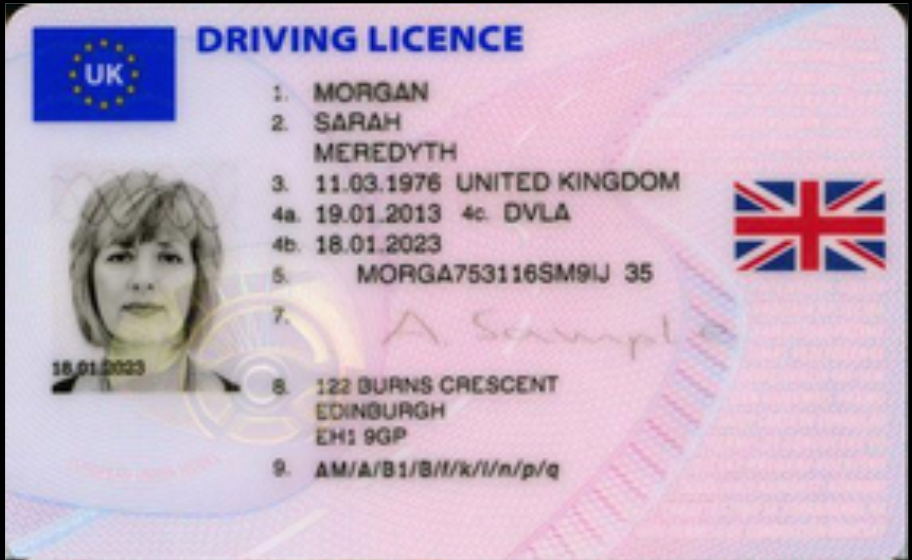 UK
DRIVING LICENCE
1. MORGAN
2. SARAH
MEREDYTH
3. 11.03.1976 UNITED KINGDOM
4a. 19.01.2013 4c. DVLA
4b. 18.01.2023
5. MORGA753116SM9IJ 35
7. A. Sample
18.01.2023
8. 122 BURNS CRESCENT
EDINBURGH
EH1 9GP
9. AM/A/B1/B/f/k/l/n/p/q